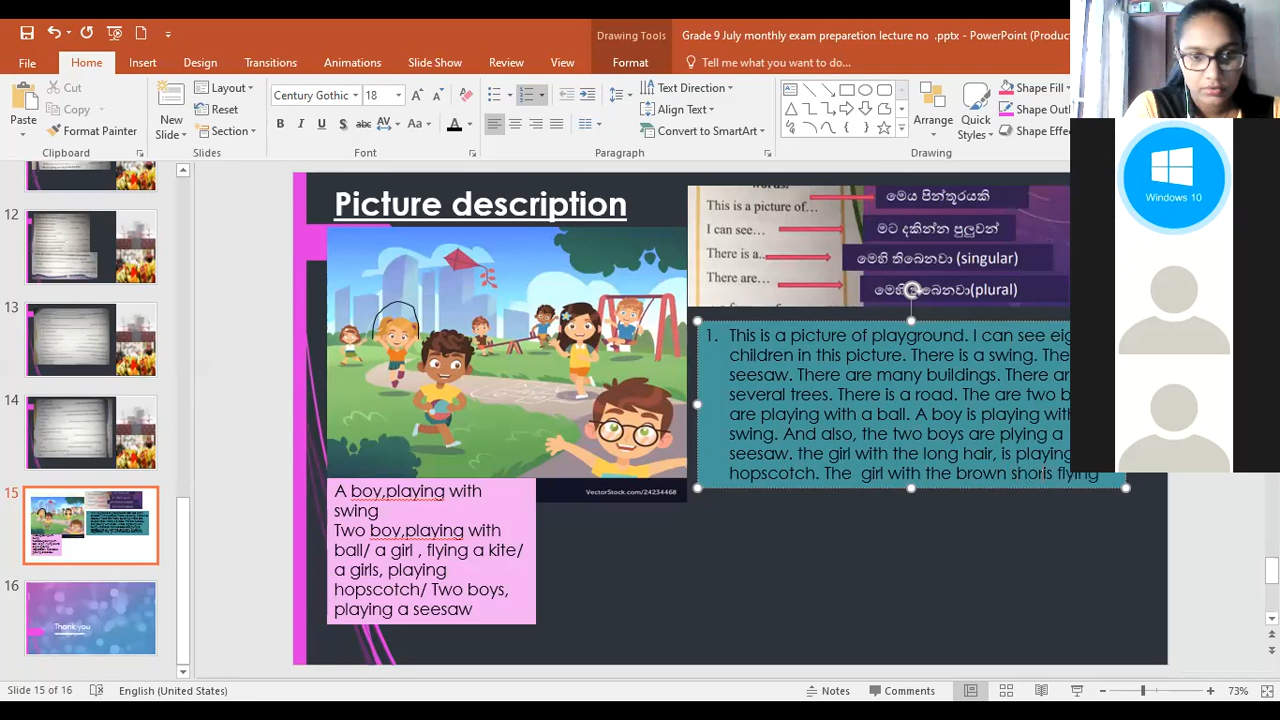 Drawing Tools
Grade 9 July monthly exam preparetion lecture no .pptx - PowerPoint (Produc
File
Home
Insert
Design
Transitions
Animations
Slide Show
Review
View
Format
Tell me what you want to do...
Cut
Copy
Format Painter
Paste
Clipboard
New Slide
Layout
Reset
Section
Slides
Century Gothic
18
Font
Paragraph
Text Direction
Align Text
Convert to SmartArt
Arrange
Quick Styles
Shape Fill
Shape Outl
Shape Effe
Drawing
Windows 10
12
13
14
15
16
Thank you
Picture description
This is a picture of...
I can see...
There is a..
There are...
මෙය පින්තූරයකි
මට දකින්න පුලුවන්
මෙහි තිබෙනවා (singular)
(plural)
1. This is a picture of playground. I can see eig
children in this picture. There is a swing. The
seesaw. There are many buildings. There ar
several trees. There is a road. The are two b
are playing with a ball. A boy is playing with
swing. And also, the two boys are plying a
seesaw. the girl with the long hair, is playing
hopscotch. The girl with the brown shors flying
VectorStock.com/24234468
A boy,playing with
swing
Two boy,playing with
ball/ a girl , flying a kite/
a girls, playing
hopscotch/ Two boys,
playing a seesaw
Slide 15 of 16
English (United States)
Notes
Comments
73%